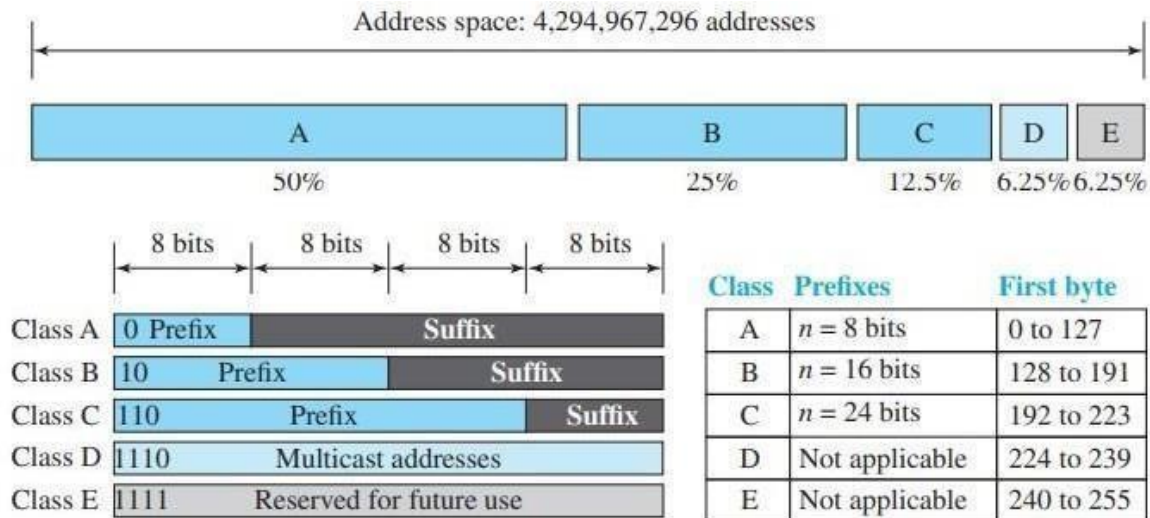 Address space: 4,294,967,296 addresses
A B C D E
50% 25% 12.5% 6.25% 6.25%
8 bits 8 bits 8 bits 8 bits
Class A 0 Prefix Suffix
Class B 10 Prefix Suffix
Class C 110 Prefix Suffix
Class D 1110 Multicast addresses
Class E 1111 Reserved for future use
Class Prefixes First byte
A n = 8 bits 0 to 127
B n = 16 bits 128 to 191
C n = 24 bits 192 to 223
D Not applicable 224 to 239
E Not applicable 240 to 255